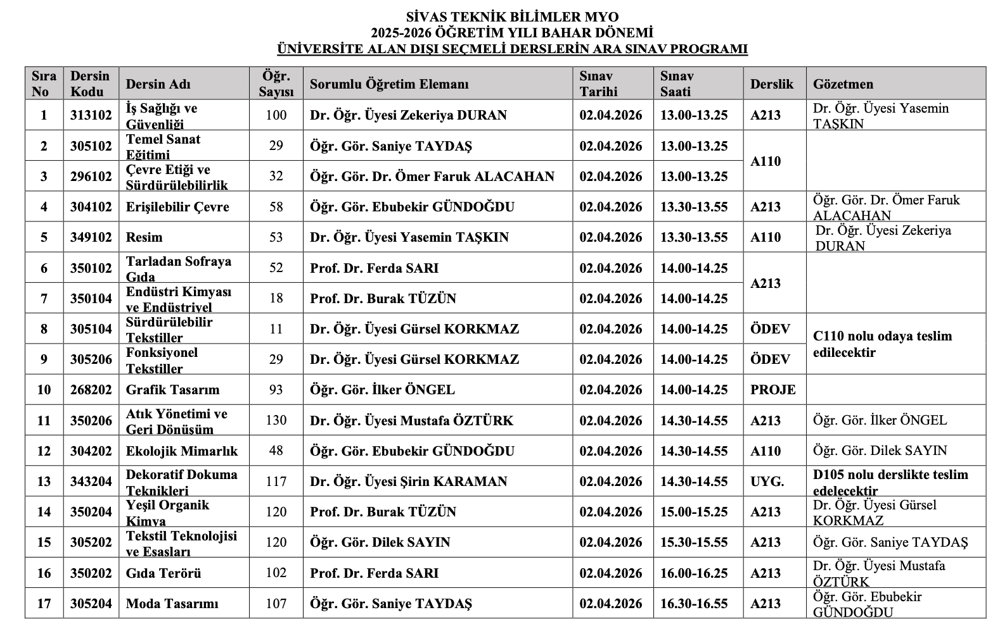 SİVAS TEKNİK BİLİMLER MYO
2025-2026 ÖĞRETİM YILI BAHAR DÖNEMİ
ÜNİVERSİTE ALAN DIŞI SEÇMELİ DERSLERİN ARA SINAV PROGRAMI
Sıra No Dersin Kodu Dersin Adı Öğr. Sayısı Sorumlu Öğretim Elemanı Sınav Tarihi Sınav Saati Derslik Gözetmen
1 313102 İş Sağlığı ve Güvenliği 100 Dr. Öğr. Üyesi Zekeriya DURAN 02.04.2026 13.00-13.25 A213 Dr. Öğr. Üyesi Yasemin TAŞKIN
2 305102 Temel Sanat Eğitimi 29 Öğr. Gör. Saniye TAYDAŞ 02.04.2026 13.00-13.25 A110
3 296102 Çevre Etiği ve Sürdürülebilirlik 32 Öğr. Gör. Dr. Ömer Faruk ALACAHAN 02.04.2026 13.00-13.25
4 304102 Erişilebilir Çevre 58 Öğr. Gör. Ebubekir GÜNDOĞDU 02.04.2026 13.30-13.55 A213 Öğr. Gör. Dr. Ömer Faruk ALACAHAN
5 349102 Resim 53 Dr. Öğr. Üyesi Yasemin TAŞKIN 02.04.2026 13.30-13.55 A110 Dr. Öğr. Üyesi Zekeriya DURAN
6 350102 Tarladan Sofraya Gıda 52 Prof. Dr. Ferda SARI 02.04.2026 14.00-14.25 A213
7 350104 Endüstri Kimyası ve Endüstriyel 18 Prof. Dr. Burak TÜZÜN 02.04.2026 14.00-14.25
8 305104 Sürdürülebilir Tekstiller 11 Dr. Öğr. Üyesi Gürsel KORKMAZ 02.04.2026 14.00-14.25 ÖDEV C110 nolu odaya teslim edilecektir
9 305206 Fonksiyonel Tekstiller 29 Dr. Öğr. Üyesi Gürsel KORKMAZ 02.04.2026 14.00-14.25 ÖDEV
10 268202 Grafik Tasarım 93 Öğr. Gör. İlker ÖNGEL 02.04.2026 14.00-14.25 PROJE
11 350206 Atık Yönetimi ve Geri Dönüşüm 130 Dr. Öğr. Üyesi Mustafa ÖZTÜRK 02.04.2026 14.30-14.55 A213 Öğr. Gör. İlker ÖNGEL
12 304202 Ekolojik Mimarlık 48 Öğr. Gör. Ebubekir GÜNDOĞDU 02.04.2026 14.30-14.55 A110 Öğr. Gör. Dilek SAYIN
13 343204 Dekoratif Dokuma Teknikleri 117 Dr. Öğr. Üyesi Şirin KARAMAN 02.04.2026 14.30-14.55 UYG. D105 nolu derslikte teslim edelecektir
14 350204 Yeşil Organik Kimya 120 Prof. Dr. Burak TÜZÜN 02.04.2026 15.00-15.25 A213 Dr. Öğr. Üyesi Gürsel KORKMAZ
15 305202 Tekstil Teknolojisi ve Esasları 120 Öğr. Gör. Dilek SAYIN 02.04.2026 15.30-15.55 A213 Öğr. Gör. Saniye TAYDAŞ
16 350202 Gıda Terörü 102 Prof. Dr. Ferda SARI 02.04.2026 16.00-16.25 A213 Dr. Öğr. Üyesi Mustafa ÖZTÜRK
17 305204 Moda Tasarımı 107 Öğr. Gör. Saniye TAYDAŞ 02.04.2026 16.30-16.55 A213 Öğr. Gör. Ebubekir GÜNDOĞDU